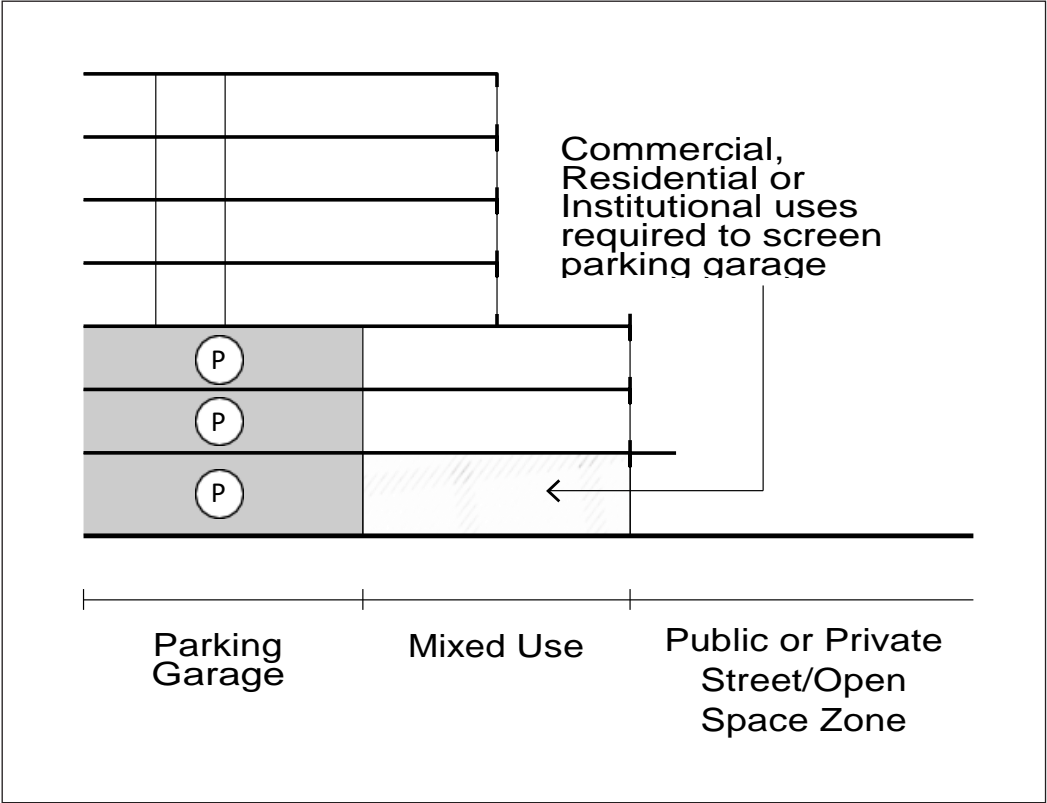 Commercial,
Residential or
Institutional uses
required to screen
parking garage
P
P
P
Parking
Garage
Mixed Use
Public or Private
Street/Open
Space Zone